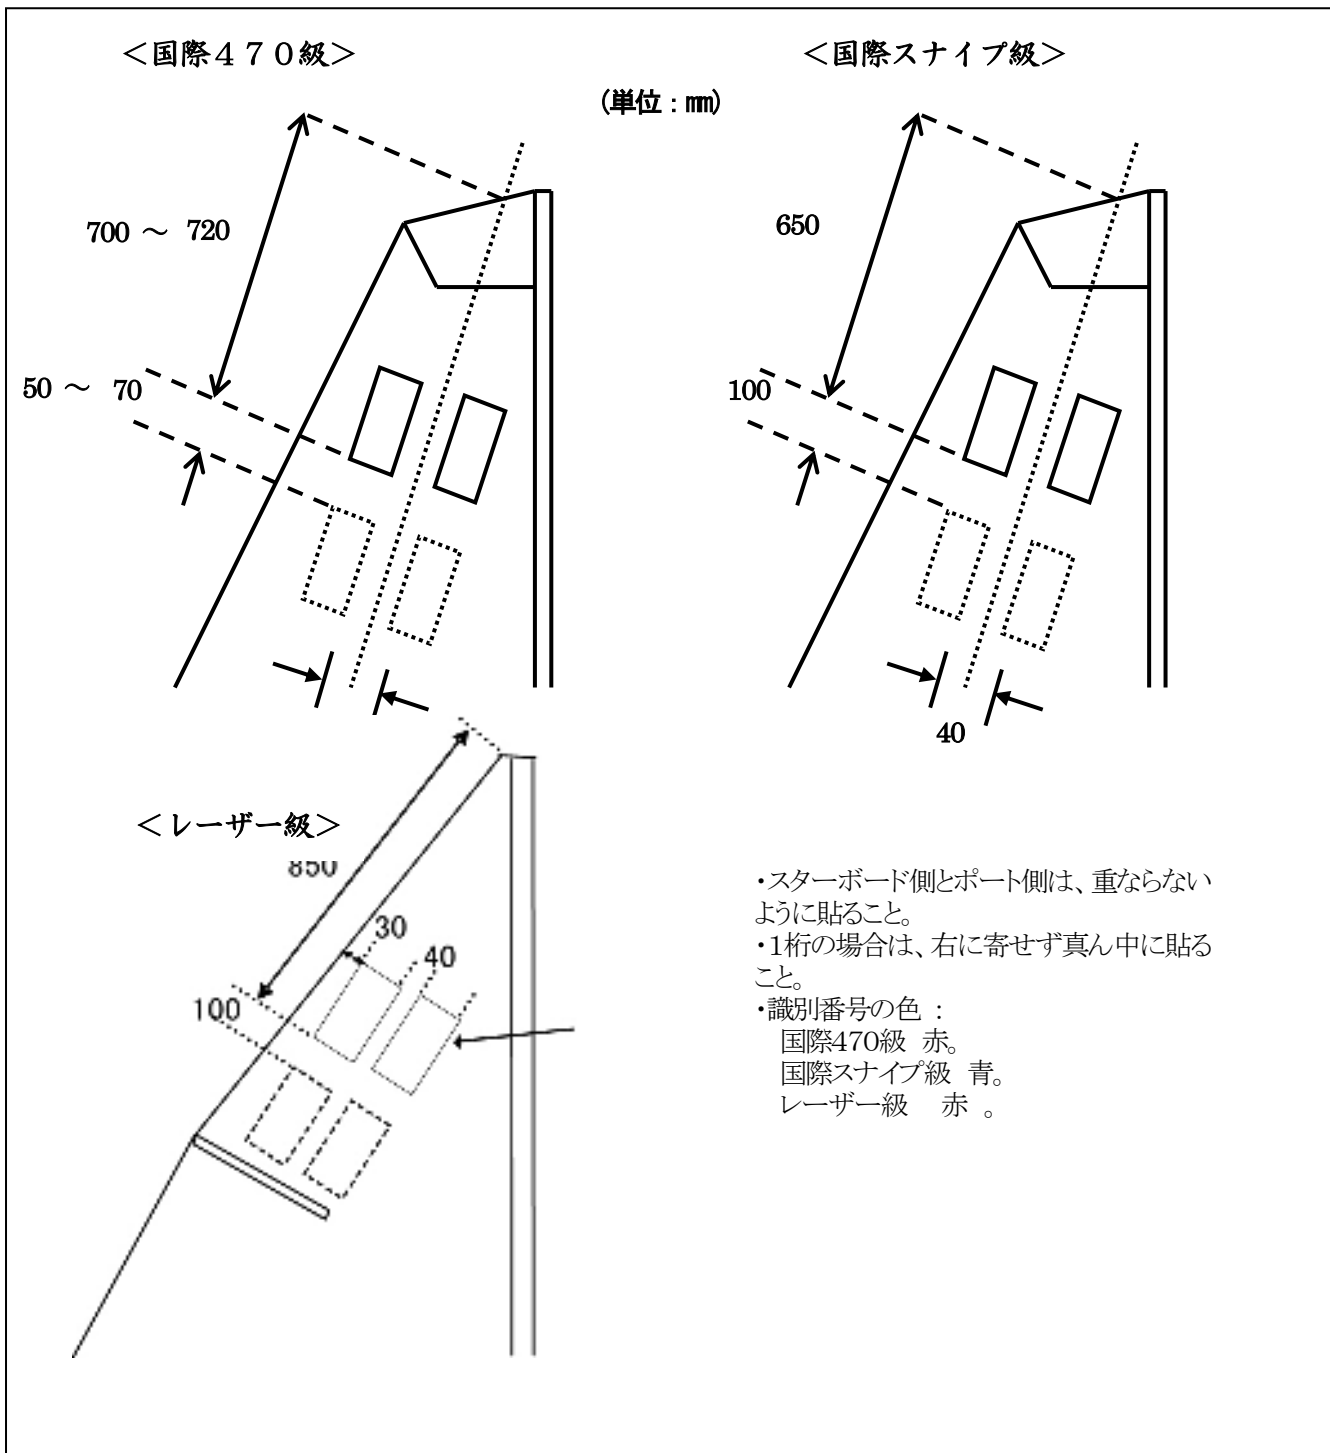 ＜国際４７０級＞
＜国際スナイプ級＞
（単位：㎜）
700 ～ 720
650
50 ～ 70
100
40
＜レーザー級＞
850
30
40
100
・スターボード側とポート側は、重ならない
ように貼ること。
・1桁の場合は、右に寄せず真ん中に貼る
こと。
・識別番号の色 ：
国際470級 赤。
国際スナイプ級 青。
レーザー級 赤 。